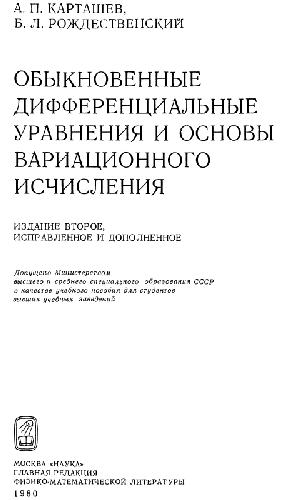 А. П. КАРТАШЕВ,
Б. Л. РОЖДЕСТВЕНСКИЙ
ОБЫКНОВЕННЫЕ
ДИФФЕРЕНЦИАЛЬНЫЕ
УРАВНЕНИЯ И ОСНОВЫ
ВАРИАЦИОННОГО
ИСЧИСЛЕНИЯ
ИЗДАНИЕ ВТОРОЕ,
ИСПРАВЛЕННОЕ И ДОПОЛНЕННОЕ
Допущено Министерством
высшего и среднего специального образования СССР
в качестве учебного пособия для студентов
высших учебных заведений
МОСКВА «НАУКА»
ГЛАВНАЯ РЕДАКЦИЯ
ФИЗИКО-МАТЕМАТИЧЕСКОЙ ЛИТЕРАТУРЫ
1980